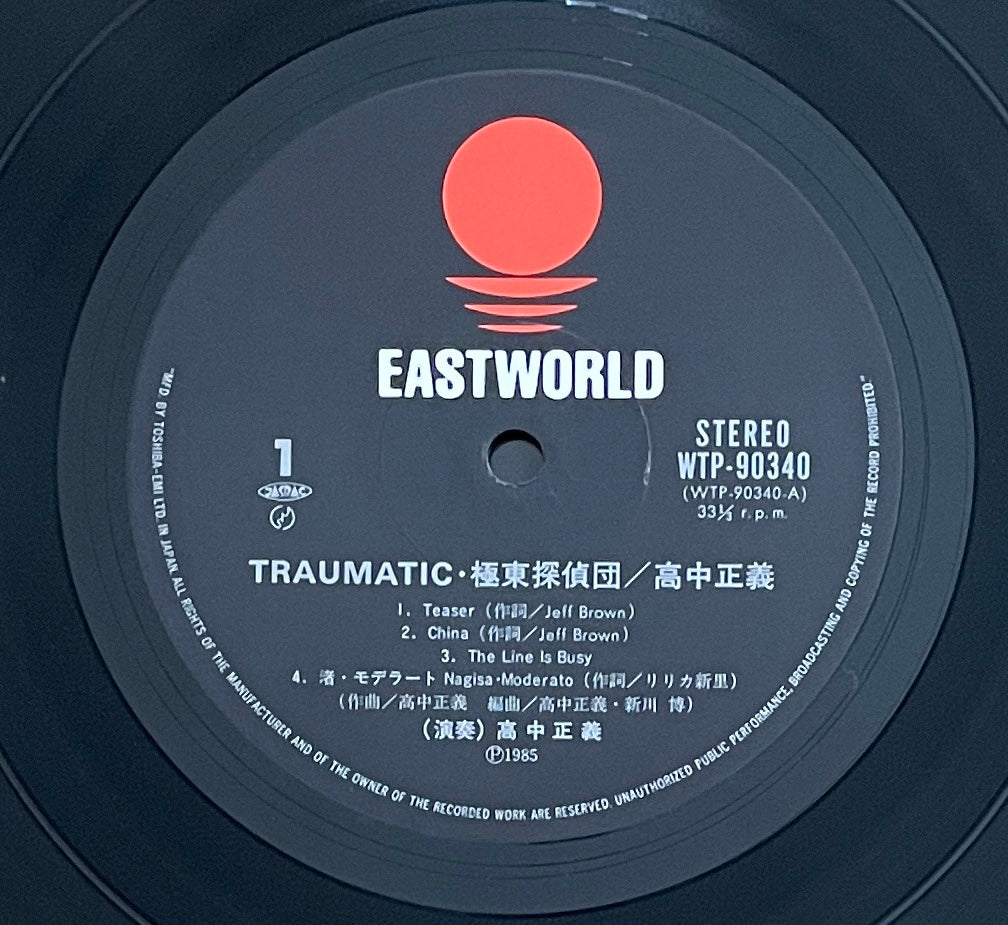 EASTWORLD
1
JASRAC
STEREO
WTP-90340
(WTP-90340-A)
33⅓ r.p.m.
TRAUMATIC・極東探偵団／高中正義
1. Teaser (作詞／Jeff Brown)
2. China (作詞／Jeff Brown)
3. The Line Is Busy
4. 渚・モデラート Nagisa・Moderato (作詞／リリカ新里)
(作曲／高中正義　編曲／高中正義・新川 博)
(演奏) 高中正義
Ⓟ1985
"MFD. BY TOSHIBA-EMI LTD. IN JAPAN. ALL RIGHTS OF THE MANUFACTURER AND OF THE OWNER OF THE RECORDED WORK ARE RESERVED. UNAUTHORIZED PUBLIC PERFORMANCE, BROADCASTING AND COPYING OF THE RECORD PROHIBITED."